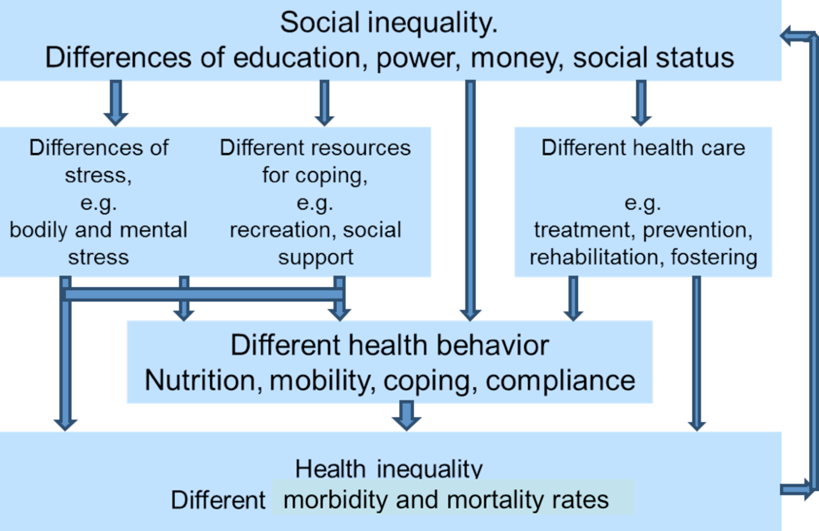 Social inequality.
Differences of education, power, money, social status
Differences of
stress,
e.g.
bodily and mental
stress
Different resources
for coping,
e.g.
recreation, social
support
Different health care
e.g.
treatment, prevention,
rehabilitation, fostering
Different health behavior
Nutrition, mobility, coping, compliance
Health inequality
Different morbidity and mortality rates